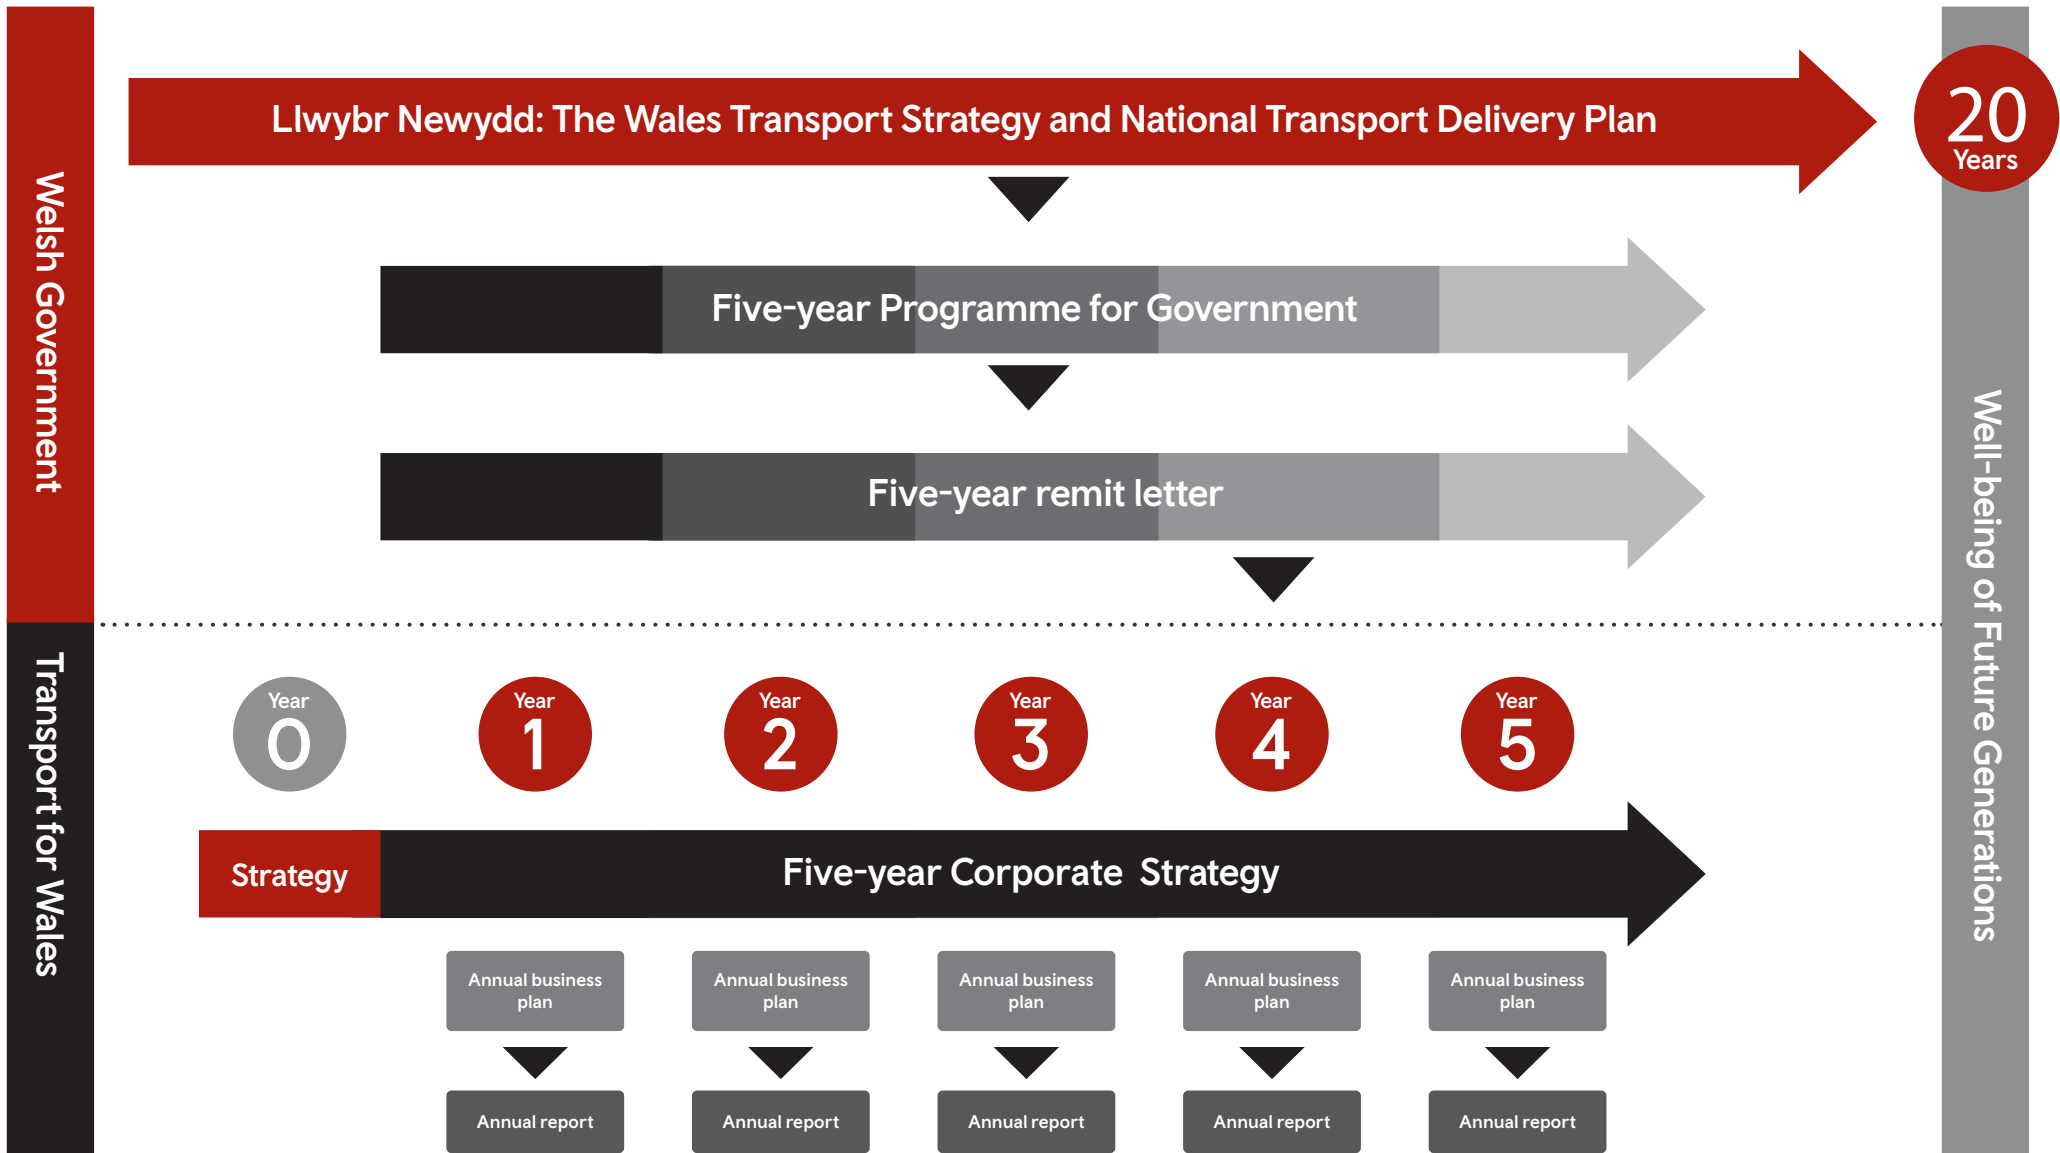 Welsh Government
Llwybr Newydd: The Wales Transport Strategy and National Transport Delivery Plan
20
Years
Five-year Programme for Government
Five-year remit letter
Well-being of Future Generations
Transport for Wales
Year
0
Year
1
Year
2
Year
3
Year
4
Year
5
Strategy
Five-year Corporate Strategy
Annual business
plan
Annual business
plan
Annual business
plan
Annual business
plan
Annual business
plan
Annual report
Annual report
Annual report
Annual report
Annual report